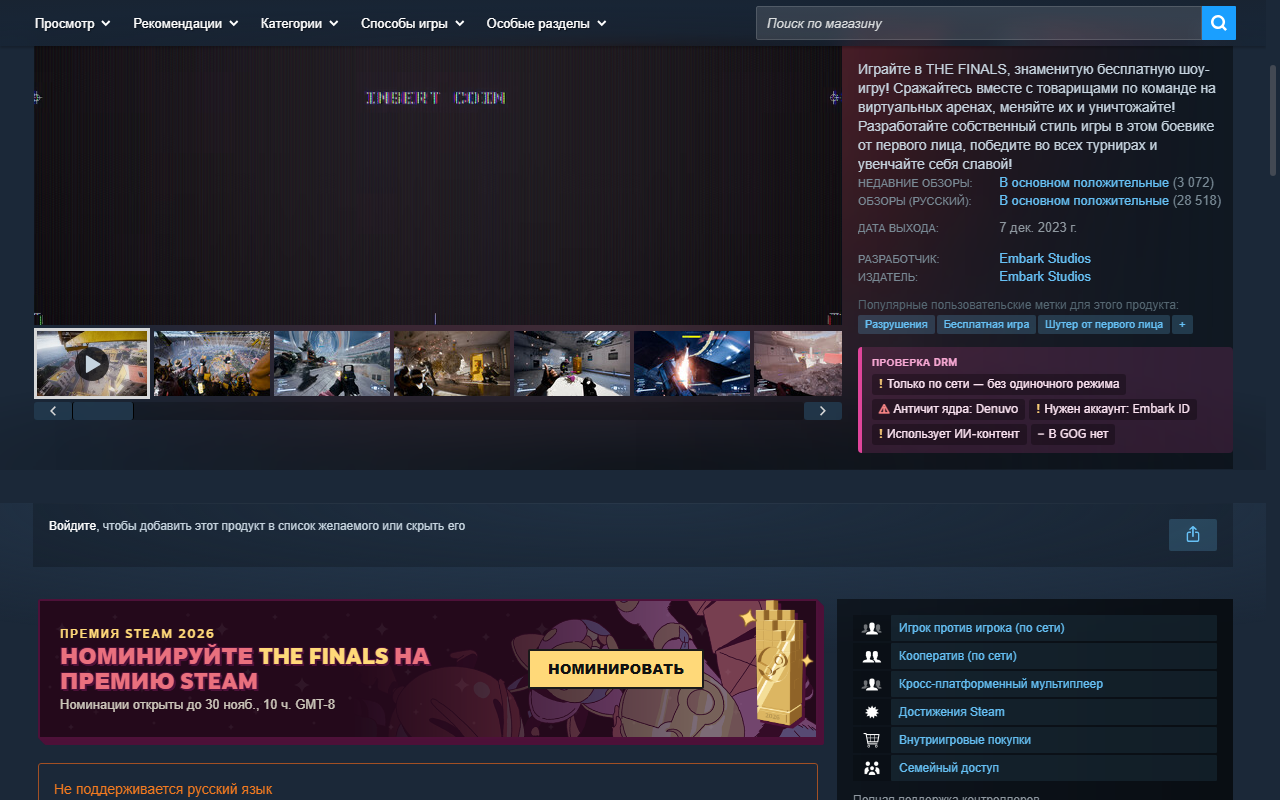 Просмотр
Рекомендации
Категории
Способы игры
Особые разделы
Поиск по магазину
INSERT COIN
Играйте в THE FINALS, знаменитую бесплатную шоу-
игру! Сражайтесь вместе с товарищами по команде на
виртуальных аренах, меняйте их и уничтожайте!
Разработайте собственный стиль игры в этом боевике
от первого лица, победите во всех турнирах и
увенчайте себя славой!
НЕДАВНИЕ ОБЗОРЫ: В основном положительные (3 072)
ОБЗОРЫ (РУССКИЙ): В основном положительные (28 518)
ДАТА ВЫХОДА: 7 дек. 2023 г.
РАЗРАБОТЧИК: Embark Studios
ИЗДАТЕЛЬ: Embark Studios
Популярные пользовательские метки для этого продукта:
Разрушения Бесплатная игра Шутер от первого лица +
ПРОВЕРКА DRM
! Только по сети — без одиночного режима
⚠ Античит ядра: Denuvo ! Нужен аккаунт: Embark ID
! Использует ИИ-контент – В GOG нет
Войдите, чтобы добавить этот продукт в список желаемого или скрыть его
ПРЕМИЯ STEAM 2026
НОМИНИРУЙТЕ THE FINALS НА
ПРЕМИЮ STEAM
Номинации открыты до 30 нояб., 10 ч. GMT-8
НОМИНИРОВАТЬ
Игрок против игрока (по сети)
Кооператив (по сети)
Кросс-платформенный мультиплеер
Достижения Steam
Внутриигровые покупки
Семейный доступ
Полная поддержка контроллеров
Не поддерживается русский язык